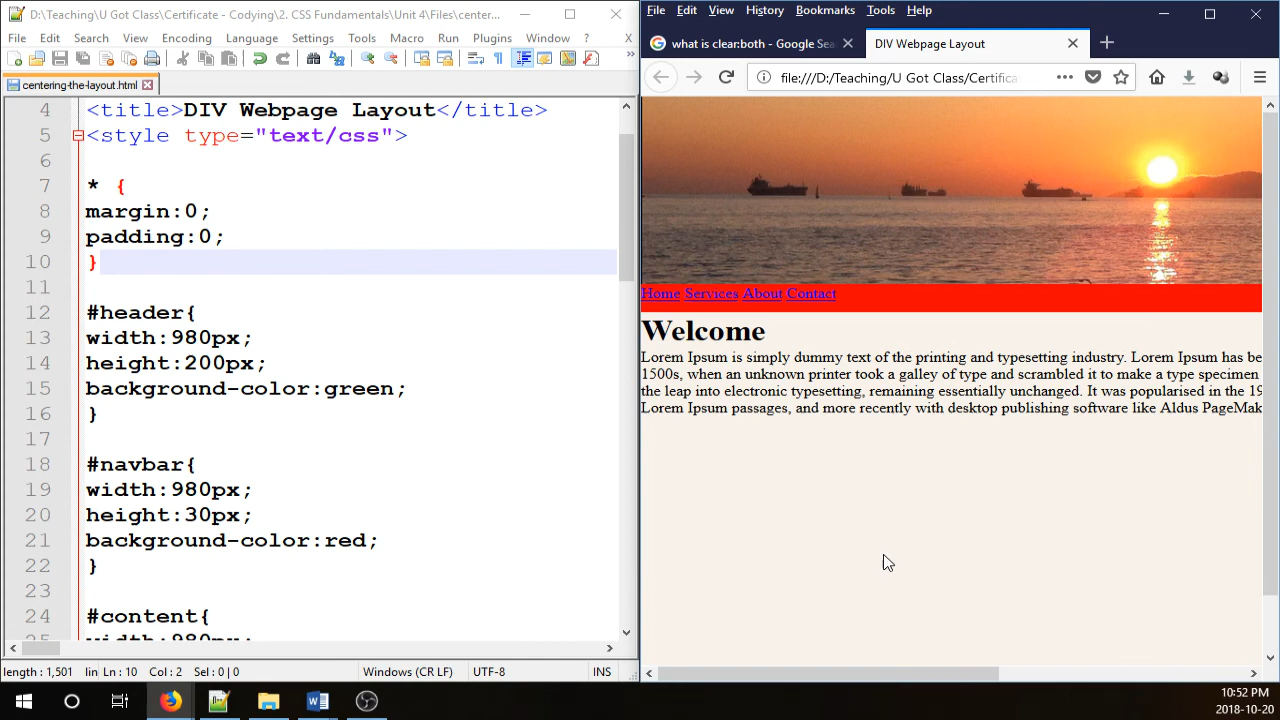 D:\Teaching\U Got Class\Certificate - Codying\2. CSS Fundamentals\Unit 4\Files\center...
File Edit Search View Encoding Language Settings Tools Macro Run Plugins Window ?
centering-the-layout.html
4 <title>DIV Webpage Layout</title>
5 <style type="text/css">
6
7 * {
8 margin:0;
9 padding:0;
10 }
11
12 #header{
13 width:980px;
14 height:200px;
15 background-color:green;
16 }
17
18 #navbar{
19 width:980px;
20 height:30px;
21 background-color:red;
22 }
23
24 #content{
25 width:980px;
length : 1,501 lin Ln : 10 Col : 2 Sel : 0 | 0 Windows (CR LF) UTF-8 INS
File Edit View History Bookmarks Tools Help
what is clear:both - Google Sea
DIV Webpage Layout
file:///D:/Teaching/U Got Class/Certifica
Home Services About Contact
Welcome
Lorem Ipsum is simply dummy text of the printing and typesetting industry. Lorem Ipsum has be
1500s, when an unknown printer took a galley of type and scrambled it to make a type specimen
the leap into electronic typesetting, remaining essentially unchanged. It was popularised in the 19
Lorem Ipsum passages, and more recently with desktop publishing software like Aldus PageMak
10:52 PM
2018-10-20